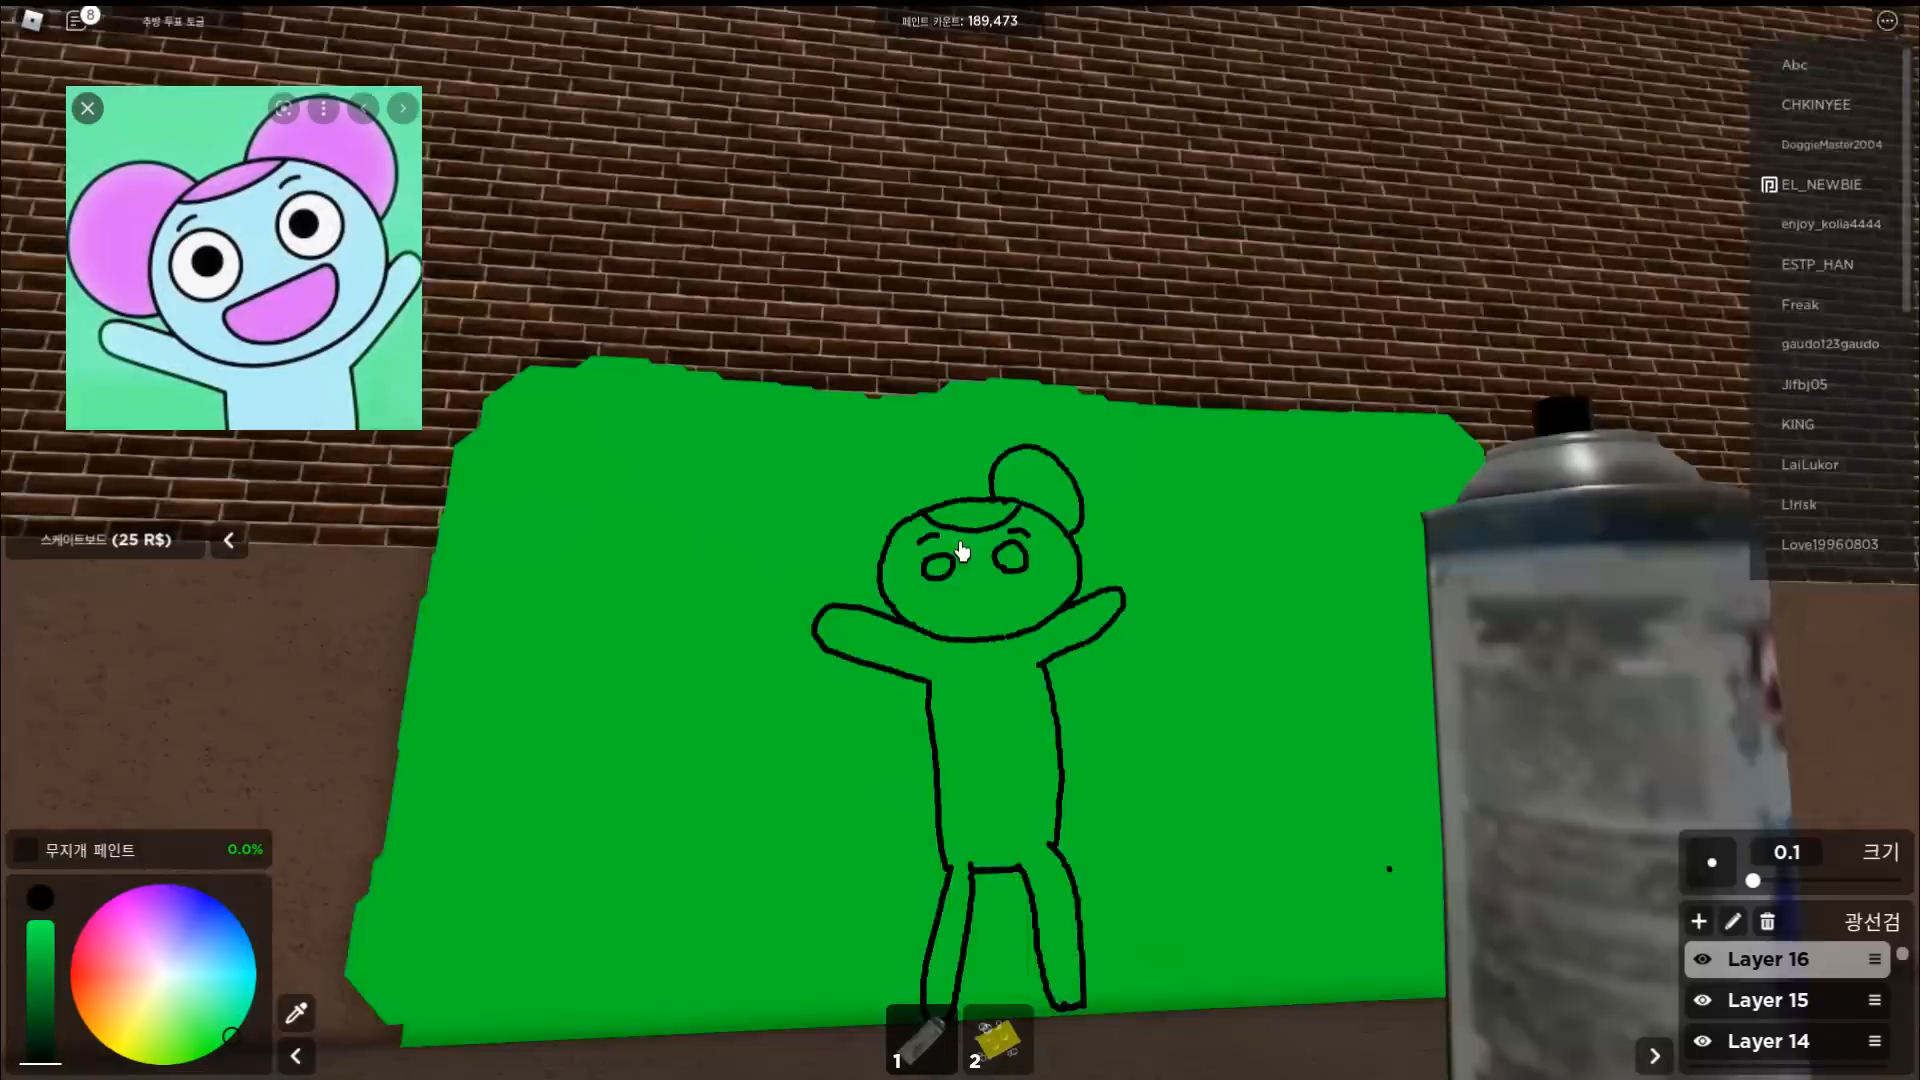 8
추방 투표 토글
페인트 카운트: 189,473
Abc
CHKINYEE
DoggieMaster2004
EL_NEWBIE
enjoy_kolia4444
ESTP_HAN
Freak
gaudo123gaudo
Jifbj05
KING
LaiLukor
Llrisk
Love19960803
스케이트보드 (25 R$)
무지개 페인트 0.0%
0.1 크기
광선검
Layer 16
Layer 15
Layer 14
1
2